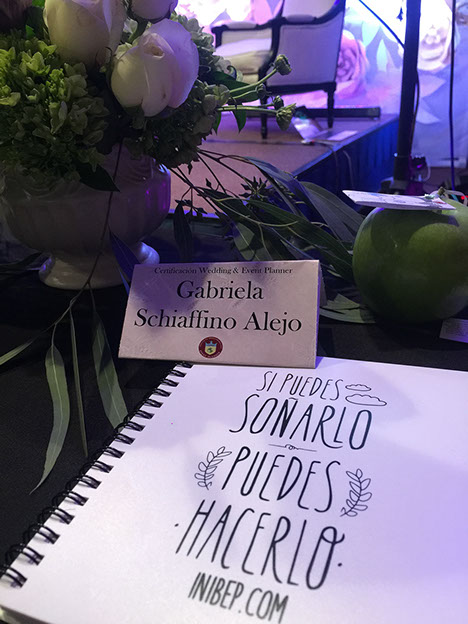 Certificación Wedding & Event Planner
Gabriela
Schiaffino Alejo
SI PUEDES
SOÑARLO
PUEDES
HACERLO.
INIBEP.COM